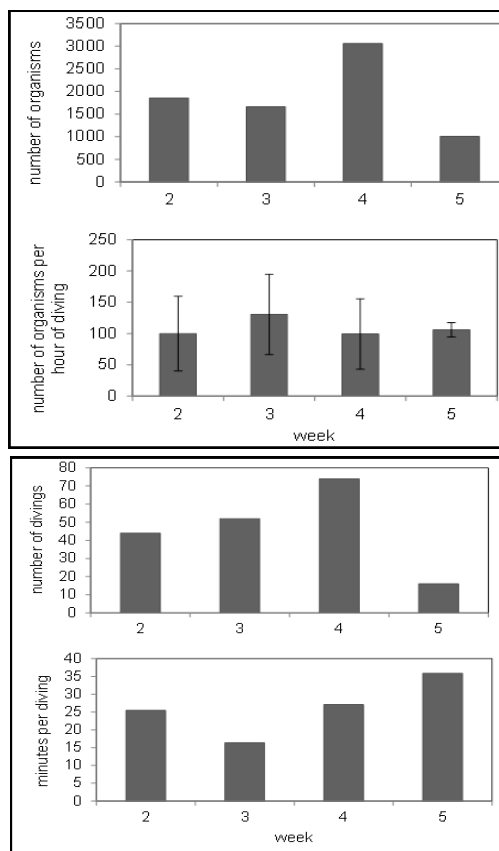 number of organisms
3500
3000
2500
2000
1500
1000
500
0
2 3 4 5
number of organisms per
hour of diving
250
200
150
100
50
0
2 3 4 5
week
number of divings
80
70
60
50
40
30
20
10
0
2 3 4 5
minutes per diving
40
35
30
25
20
15
10
5
0
2 3 4 5
week